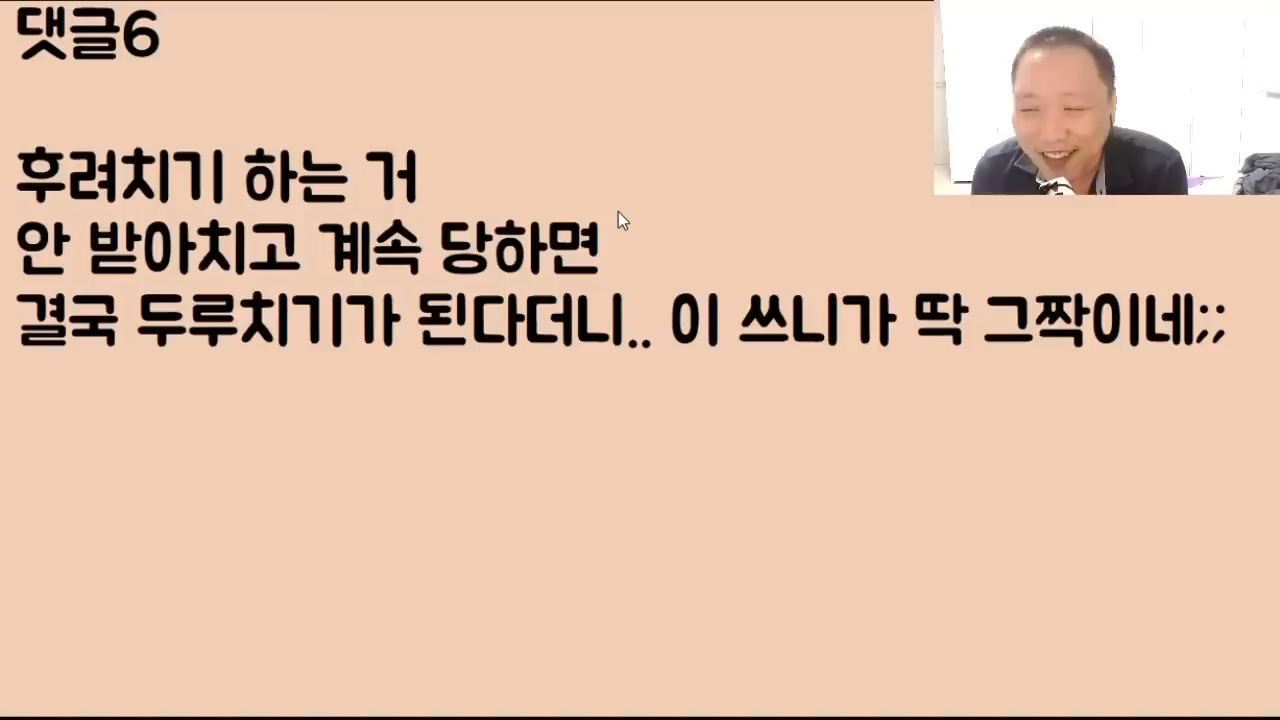 댓글6
후려치기 하는 거
안 받아치고 계속 당하면
결국 두루치기가 된다더니.. 이 쓰니가 딱 그짝이네;;